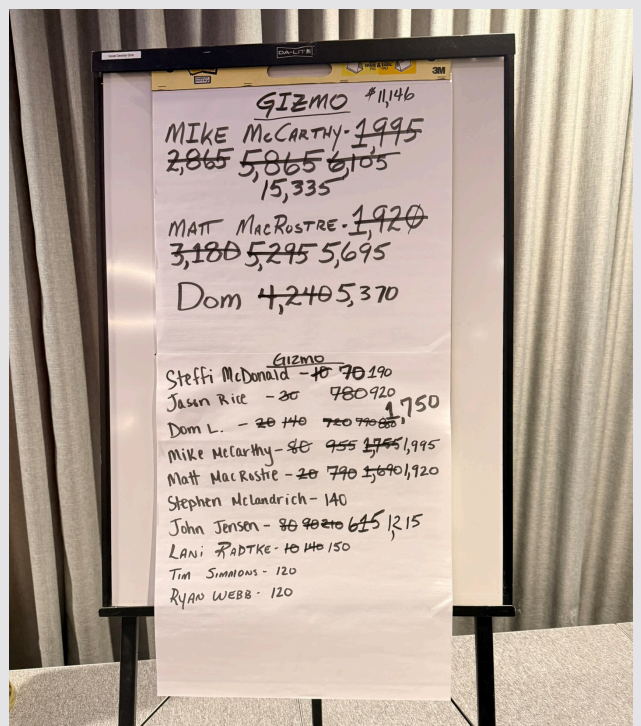 DA-LITE
3M
GIZMO $11,146
MIKE McCARTHY - 1,995
2,865 5,865 6,105
15,335
MATT MACROSTRE - 1,920
3,180 5,295 5,695
Dom 4,240 5,370
Gizmo
Steffi McDonald - 10 70 190
Jason Rice - 30 780 920
Dom L. - 20 140 720 790 1,750
Mike McCarthy - 80 955 1,755 1,995
Matt MacRostre - 20 790 1,690 1,920
Stephen McLandrich - 140
John Jensen - 80 90 210 615 1,215
LANI RADTKE - 10 140 150
TIM SIMMONS - 120
RYAN WEBB - 120